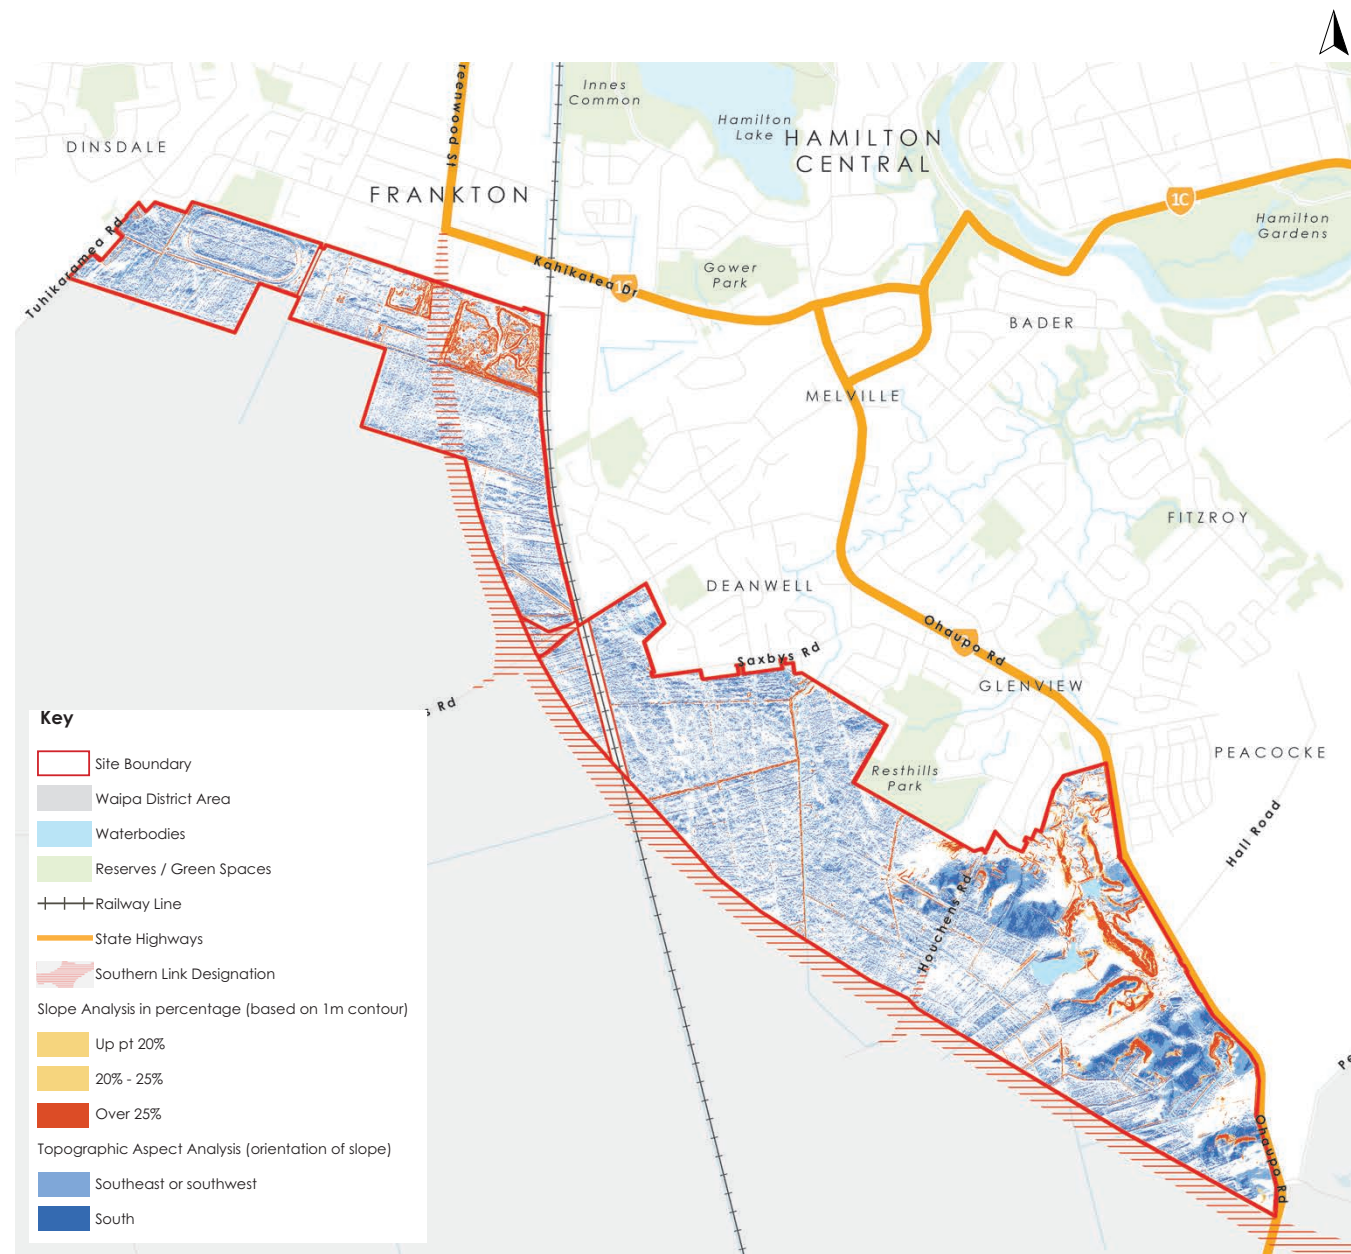 Innes
Common
Hamilton
Lake
HAMILTON
CENTRAL
DINSDALE
FRANKTON
reenwood St
1C
Hamilton
Gardens
Tuhikaramea Rd
Kahikatea Dr
Gower
Park
BADER
MELVILLE
FITZROY
DEANWELL
Ohaupo Rd
Saxbys Rd
GLENVIEW
s Rd
PEACOCKE
Resthills
Park
Hall Road
Houchens Rd
Pe
Ohaupo Rd
Key
Site Boundary
Waipa District Area
Waterbodies
Reserves / Green Spaces
Railway Line
State Highways
Southern Link Designation
Slope Analysis in percentage (based on 1m contour)
Up pt 20%
20% - 25%
Over 25%
Topographic Aspect Analysis (orientation of slope)
Southeast or southwest
South